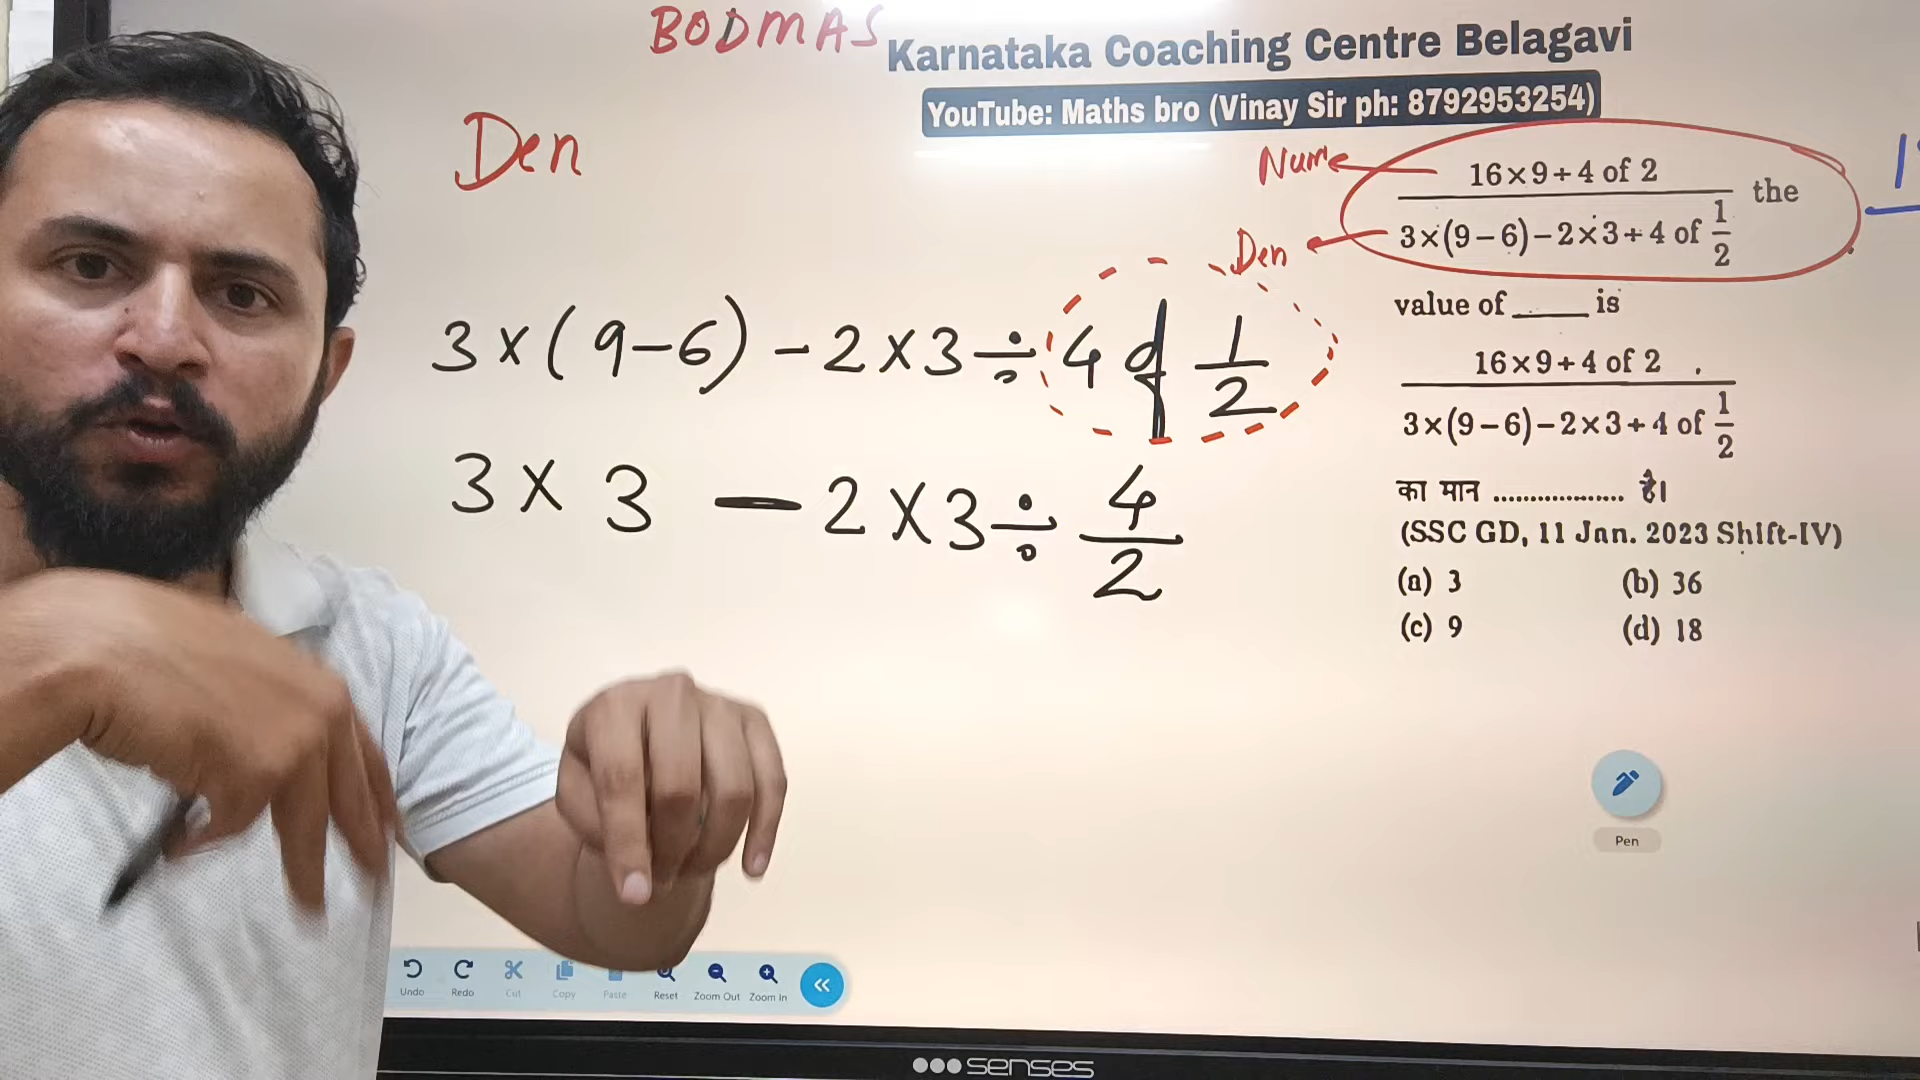 BODMAS
Karnataka Coaching Centre Belagavi
YouTube: Maths bro (Vinay Sir ph: 8792953254)
Den
Nume
16×9÷4 of 2
3×(9−6)−2×3÷4 of 1/2
the
Den
value of ____ is
16×9÷4 of 2
3×(9−6)−2×3÷4 of 1/2
का मान .................. है।
(SSC GD, 11 Jan. 2023 Shift-IV)
(a) 3 (b) 36
(c) 9 (d) 18
3×(9−6)−2×3÷4 of 1/2
3×3−2×3÷4/2
Pen
Undo Redo Cut Copy Paste Reset Zoom Out Zoom In
senses